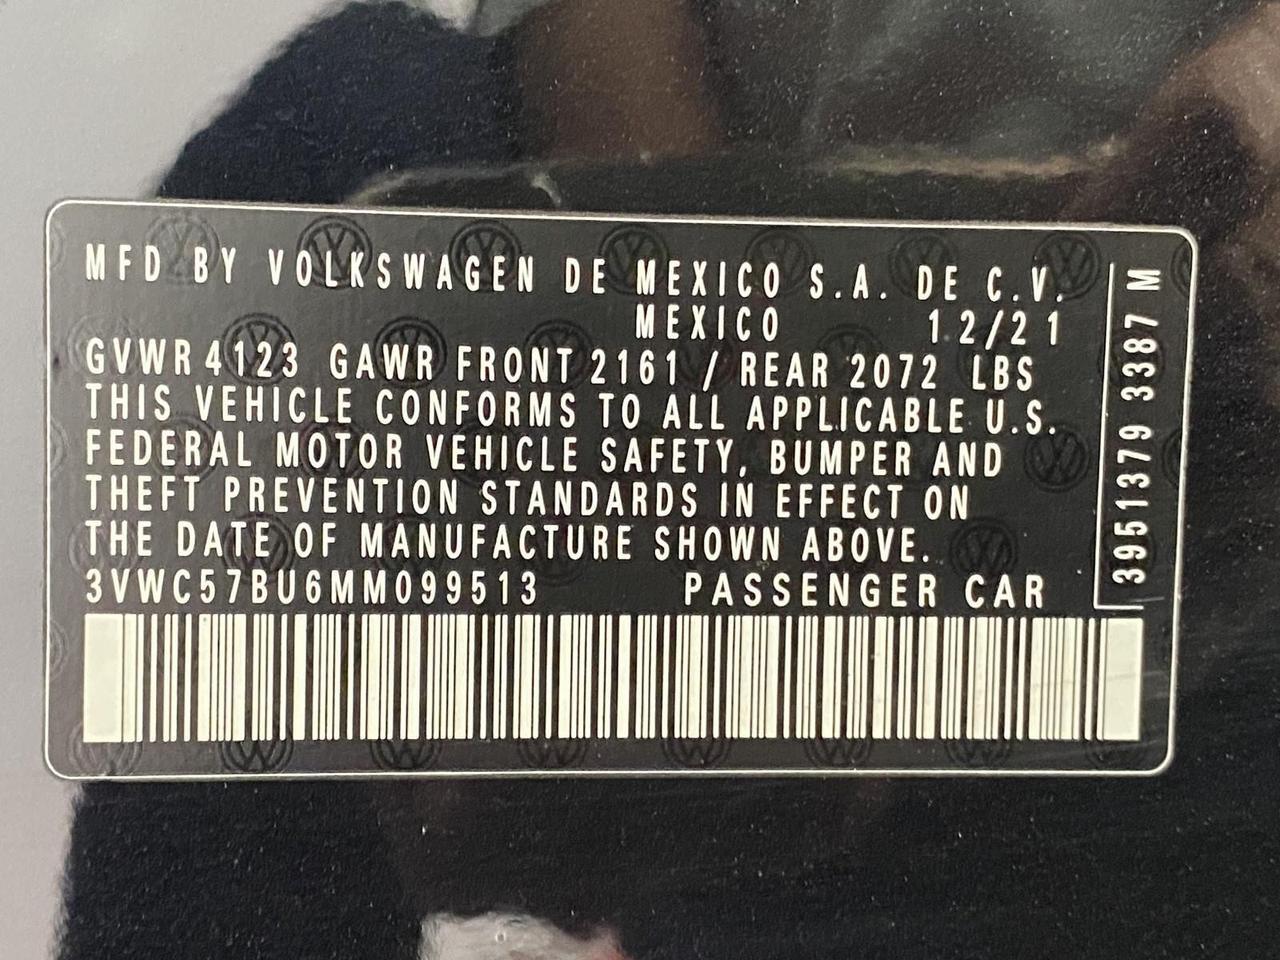 MFD BY VOLKSWAGEN DE MEXICO S.A. DE C.V.
MEXICO 12/21
GVWR 4123 GAWR FRONT 2161 / REAR 2072 LBS
THIS VEHICLE CONFORMS TO ALL APPLICABLE U.S.
FEDERAL MOTOR VEHICLE SAFETY, BUMPER AND
THEFT PREVENTION STANDARDS IN EFFECT ON
THE DATE OF MANUFACTURE SHOWN ABOVE.
3VWC57BU6MM099513 PASSENGER CAR
3951379 3387 M